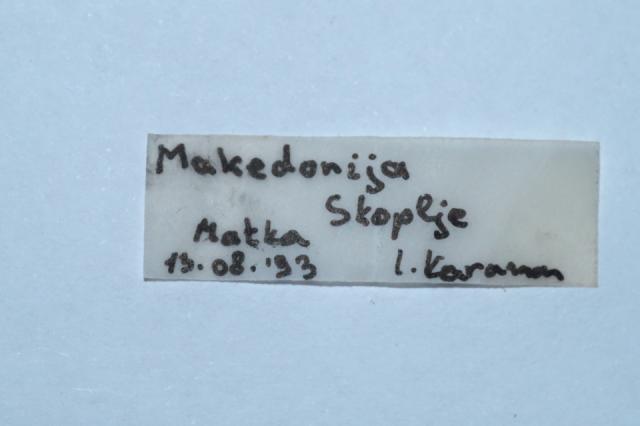 Makedonija
Skoplje
Matka
13.08.'93 I. Karaman